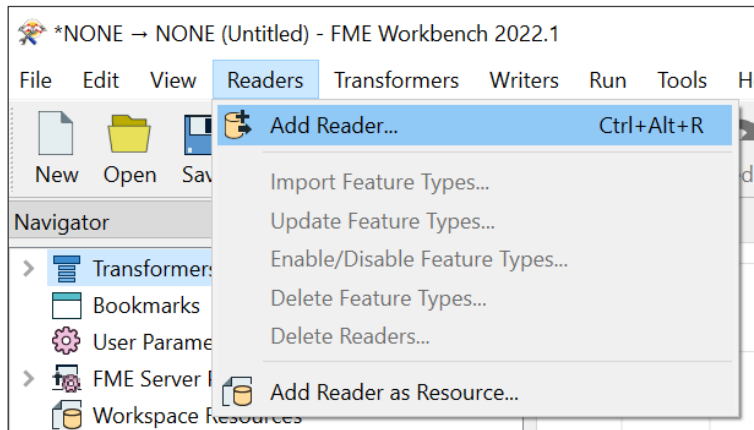 *NONE → NONE (Untitled) - FME Workbench 2022.1
File Edit View Readers Transformers Writers Run Tools
Add Reader... Ctrl+Alt+R
New Open
Import Feature Types...
Navigator
Update Feature Types...
Enable/Disable Feature Types...
Bookmarks
Delete Feature Types...
User
Delete Readers...
FME Server
Add Reader as Resource...
Workspace Resources